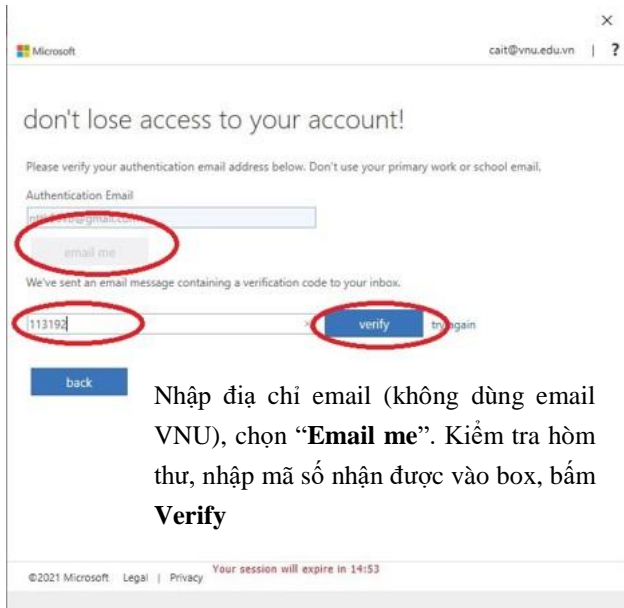 ×
Microsoft cait@vnu.edu.vn | ?
don't lose access to your account!
Please verify your authentication email address below. Don't use your primary work or school email.
Authentication Email
email me
We've sent an email message containing a verification code to your inbox.
113192 × verify try again
back
Nhập địa chỉ email (không dùng email
VNU), chọn “Email me”. Kiểm tra hòm
thư, nhập mã số nhận được vào box, bấm
Verify
Your session will expire in 14:53
©2021 Microsoft Legal | Privacy